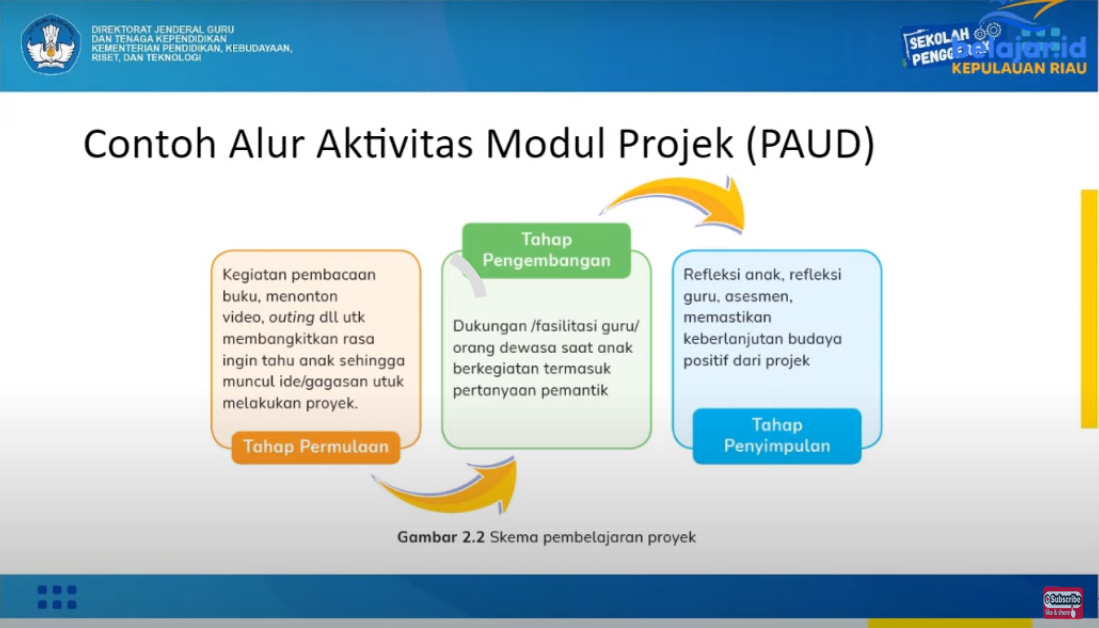 DIREKTORAT JENDERAL GURU
DAN TENAGA KEPENDIDIKAN
KEMENTERIAN PENDIDIKAN, KEBUDAYAAN,
RISET, DAN TEKNOLOGI
SEKOLAH
belajar.id
KEPULAUAN RIAU
Contoh Alur Aktivitas Modul Projek (PAUD)
Kegiatan pembacaan
buku, menonton
video, outing dll utk
membangkitkan rasa
ingin tahu anak sehingga
muncul ide/gagasan utuk
melakukan proyek.
Tahap Permulaan
Tahap
Pengembangan
Dukungan /fasilitasi guru/
orang dewasa saat anak
berkegiatan termasuk
pertanyaan pemantik
Refleksi anak, refleksi
guru, asesmen,
memastikan
keberlanjutan budaya
positif dari projek
Tahap
Penyimpulan
Gambar 2.2 Skema pembelajaran proyek
Subscribe
like & share